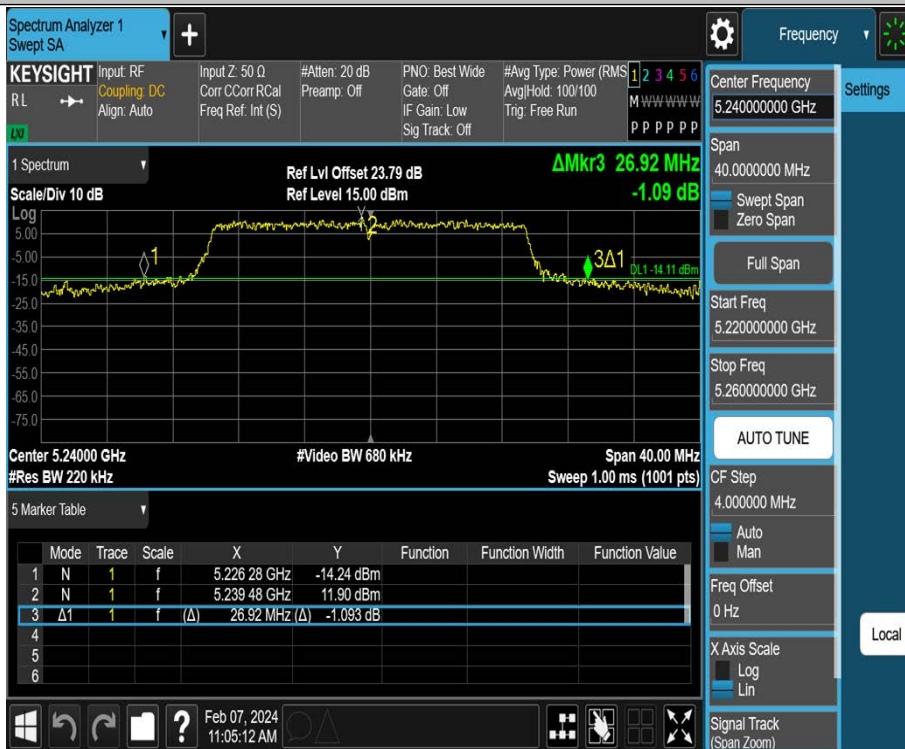 Spectrum Analyzer 1
Swept SA
+
Frequency
KEYSIGHT
RL
LXI
Input: RF
Coupling: DC
Align: Auto
Input Z: 50 Ω
Corr CCorr RCal
Freq Ref: Int (S)
#Atten: 20 dB
Preamp: Off
PNO: Best Wide
Gate: Off
IF Gain: Low
Sig Track: Off
#Avg Type: Power (RMS
Avg|Hold: 100/100
Trig: Free Run
1 2 3 4 5 6
M W W W W W
P P P P P P
1 Spectrum
Scale/Div 10 dB
Log
Ref Lvl Offset 23.79 dB
Ref Level 15.00 dBm
ΔMkr3 26.92 MHz
-1.09 dB
5.00
-5.00
-15.0
-25.0
-35.0
-45.0
-55.0
-65.0
-75.0
1
2
3Δ1
DL1 -14.11 dBm
Center 5.24000 GHz
#Video BW 680 kHz
Span 40.00 MHz
#Res BW 220 kHz
Sweep 1.00 ms (1001 pts)
5 Marker Table
Mode Trace Scale X Y Function Function Width Function Value
1 N 1 f 5.226 28 GHz -14.24 dBm
2 N 1 f 5.239 48 GHz 11.90 dBm
3 Δ1 1 f (Δ) 26.92 MHz (Δ) -1.093 dB
4
5
6
?
Feb 07, 2024
11:05:12 AM
Center Frequency
5.240000000 GHz
Settings
Span
40.0000000 MHz
Swept Span
Zero Span
Full Span
Start Freq
5.220000000 GHz
Stop Freq
5.260000000 GHz
AUTO TUNE
CF Step
4.000000 MHz
Auto
Man
Freq Offset
0 Hz
Local
X Axis Scale
Log
Lin
Signal Track
(Span Zoom)